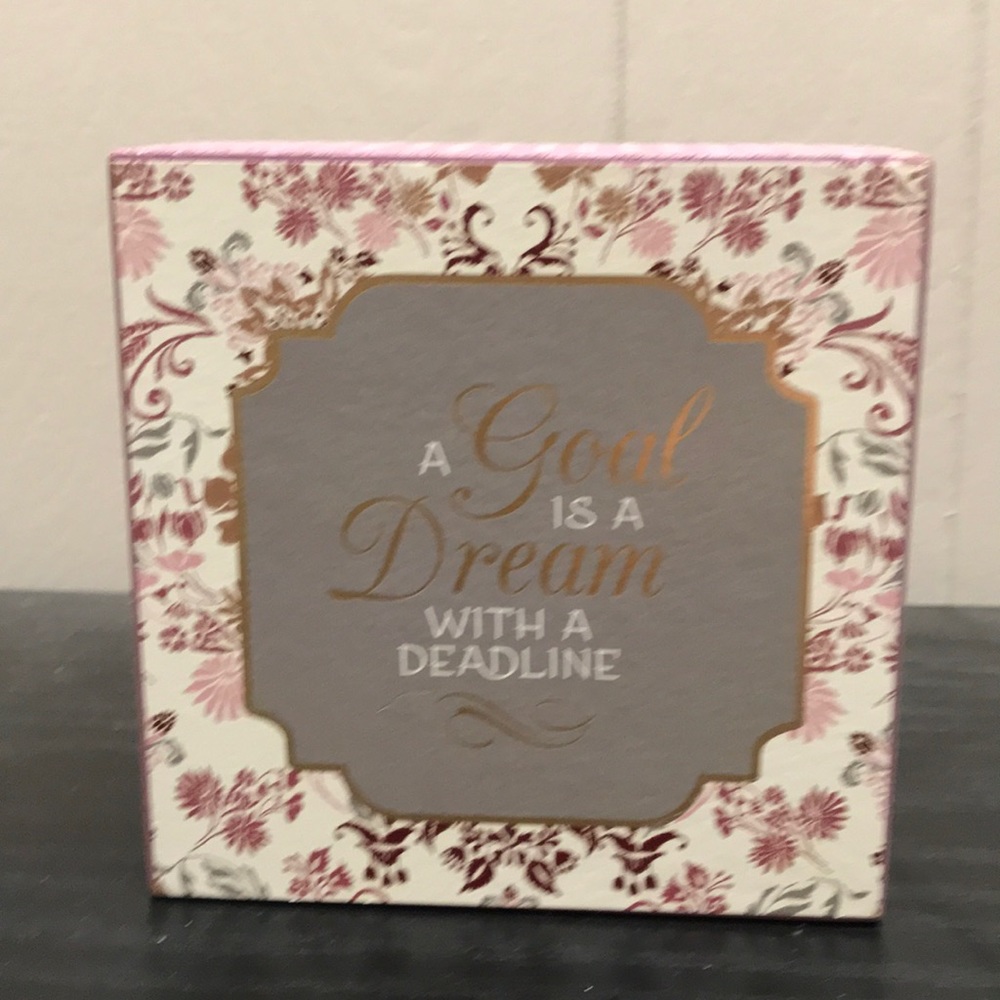 A Goal
IS A
Dream
WITH A
DEADLINE